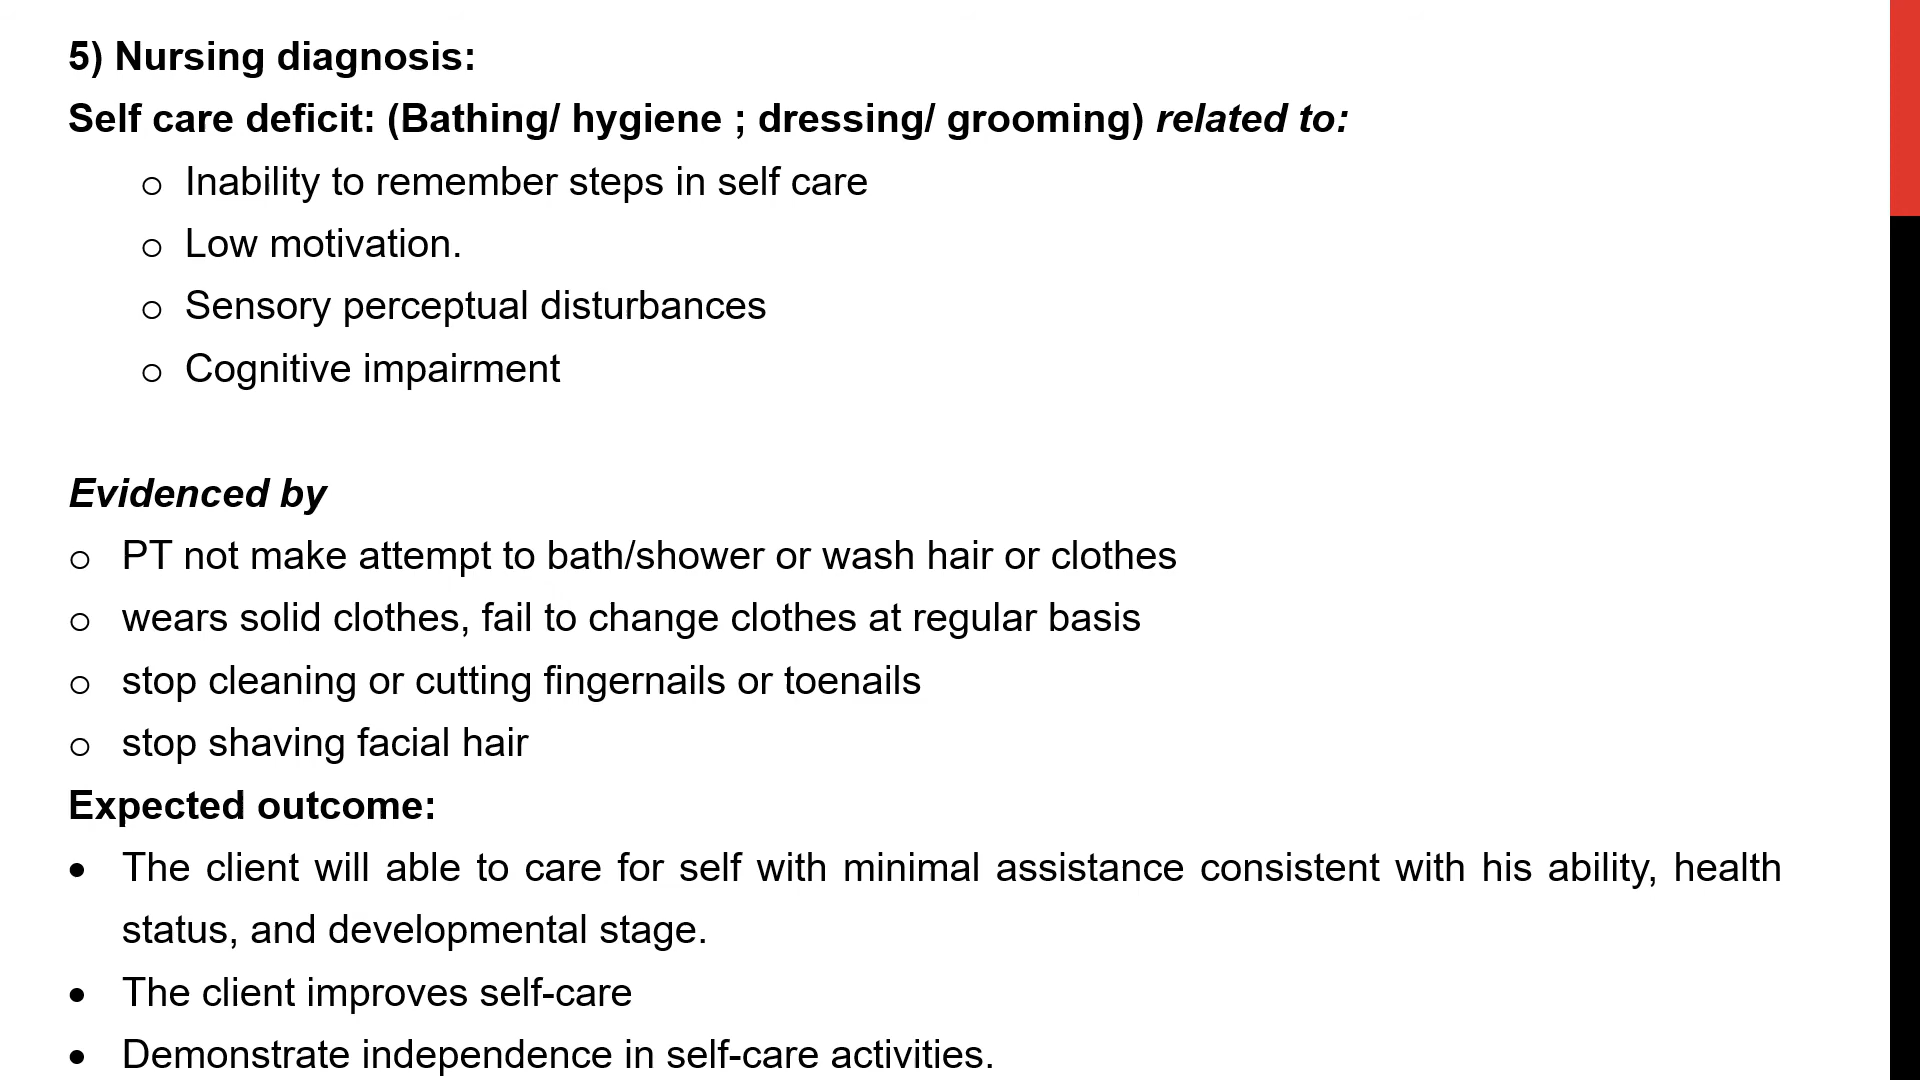 5) Nursing diagnosis:
Self care deficit: (Bathing/ hygiene ; dressing/ grooming) related to:
o Inability to remember steps in self care
o Low motivation.
o Sensory perceptual disturbances
o Cognitive impairment
Evidenced by
o PT not make attempt to bath/shower or wash hair or clothes
o wears solid clothes, fail to change clothes at regular basis
o stop cleaning or cutting fingernails or toenails
o stop shaving facial hair
Expected outcome:
• The client will able to care for self with minimal assistance consistent with his ability, health
status, and developmental stage.
• The client improves self-care
• Demonstrate independence in self-care activities.